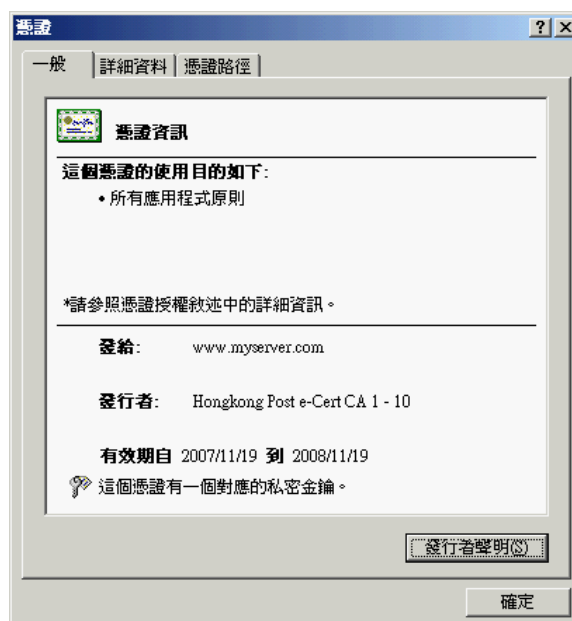 憑證
一般 詳細資料 憑證路徑
憑證資訊
這個憑證的使用目的如下:
• 所有應用程式原則
*請參照憑證授權敘述中的詳細資訊。
發給: www.myserver.com
發行者: Hongkong Post e-Cert CA 1 - 10
有效期自 2007/11/19 到 2008/11/19
這個憑證有一個對應的私密金鑰。
發行者聲明(S)
確定